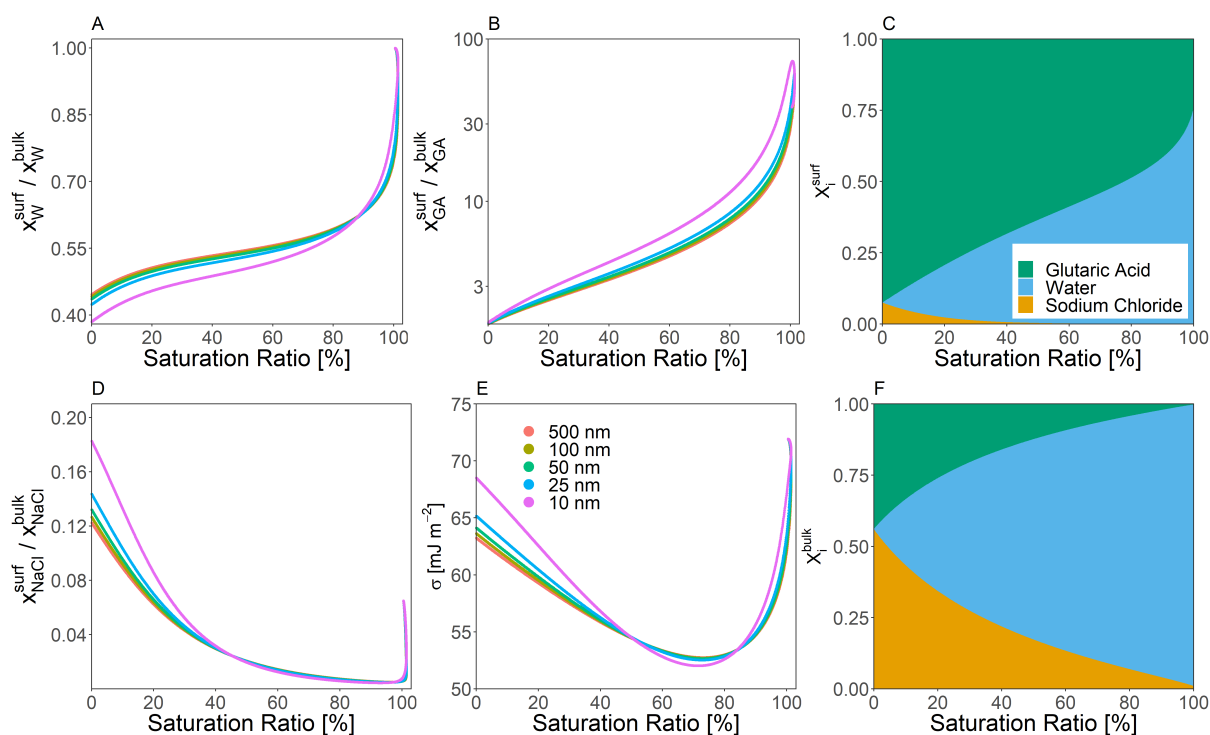 A
1.00
0.85
0.70
0.55
0.40
x_W^surf / x_W^bulk
0 20 40 60 80 100
Saturation Ratio [%]
B
100
30
10
3
x_GA^surf / x_GA^bulk
0 20 40 60 80 100
Saturation Ratio [%]
C
1.00
0.75
0.50
0.25
0.00
x_i^surf
Glutaric Acid
Water
Sodium Chloride
0 20 40 60 80 100
Saturation Ratio [%]
D
0.20
0.16
0.12
0.08
0.04
x_NaCl^surf / x_NaCl^bulk
0 20 40 60 80 100
Saturation Ratio [%]
E
75
70
65
60
55
50
σ [mJ m⁻²]
500 nm
100 nm
50 nm
25 nm
10 nm
0 20 40 60 80 100
Saturation Ratio [%]
F
1.00
0.75
0.50
0.25
0.00
x_i^bulk
0 20 40 60 80 100
Saturation Ratio [%]